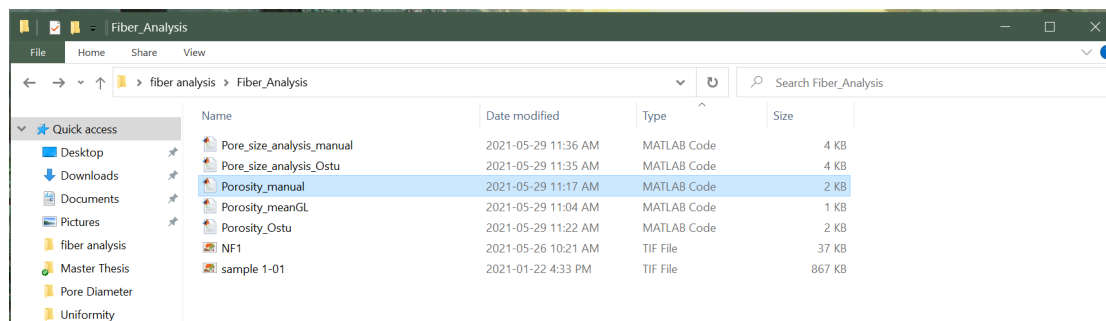 Fiber_Analysis
File Home Share View
fiber analysis > Fiber_Analysis Search Fiber_Analysis
Name Date modified Type Size
Quick access
Desktop
Downloads
Documents
Pictures
fiber analysis
Master Thesis
Pore Diameter
Uniformity
Pore_size_analysis_manual 2021-05-29 11:36 AM MATLAB Code 4 KB
Pore_size_analysis_Ostu 2021-05-29 11:35 AM MATLAB Code 4 KB
Porosity_manual 2021-05-29 11:17 AM MATLAB Code 2 KB
Porosity_meanGL 2021-05-29 11:04 AM MATLAB Code 1 KB
Porosity_Ostu 2021-05-29 11:22 AM MATLAB Code 2 KB
NF1 2021-05-26 10:21 AM TIF File 37 KB
sample 1-01 2021-01-22 4:33 PM TIF File 867 KB